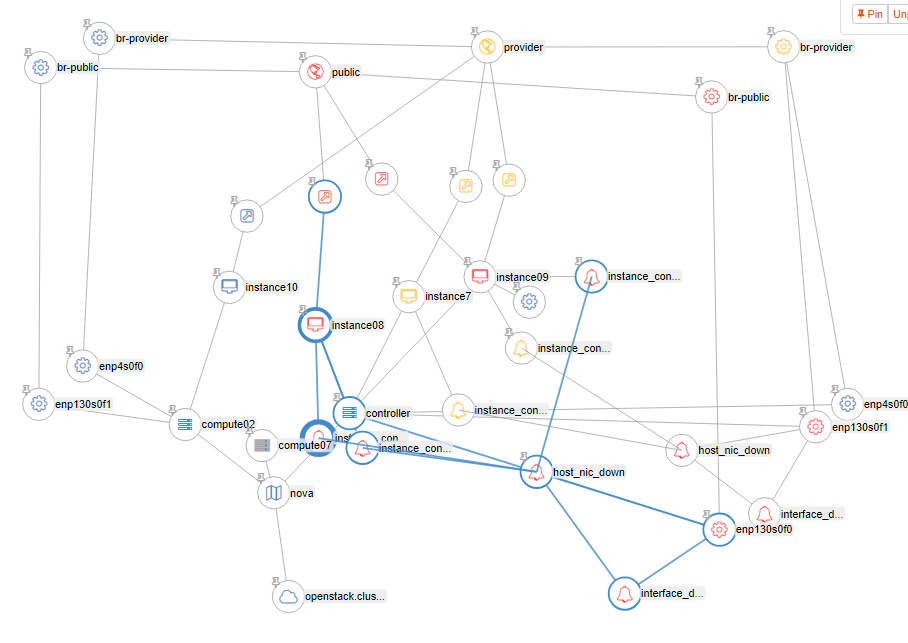 Pin
br-provider
provider
br-provider
br-public
public
br-public
instance10
instance7
instance09
instance_con...
instance08
instance_con...
enp4s0f0
enp130s0f1
controller
instance_con...
enp4s0f0
enp130s0f1
compute02
compute07
instance_con...
host_nic_down
host_nic_down
nova
interface_d...
enp130s0f0
openstack.clus...
interface_d...